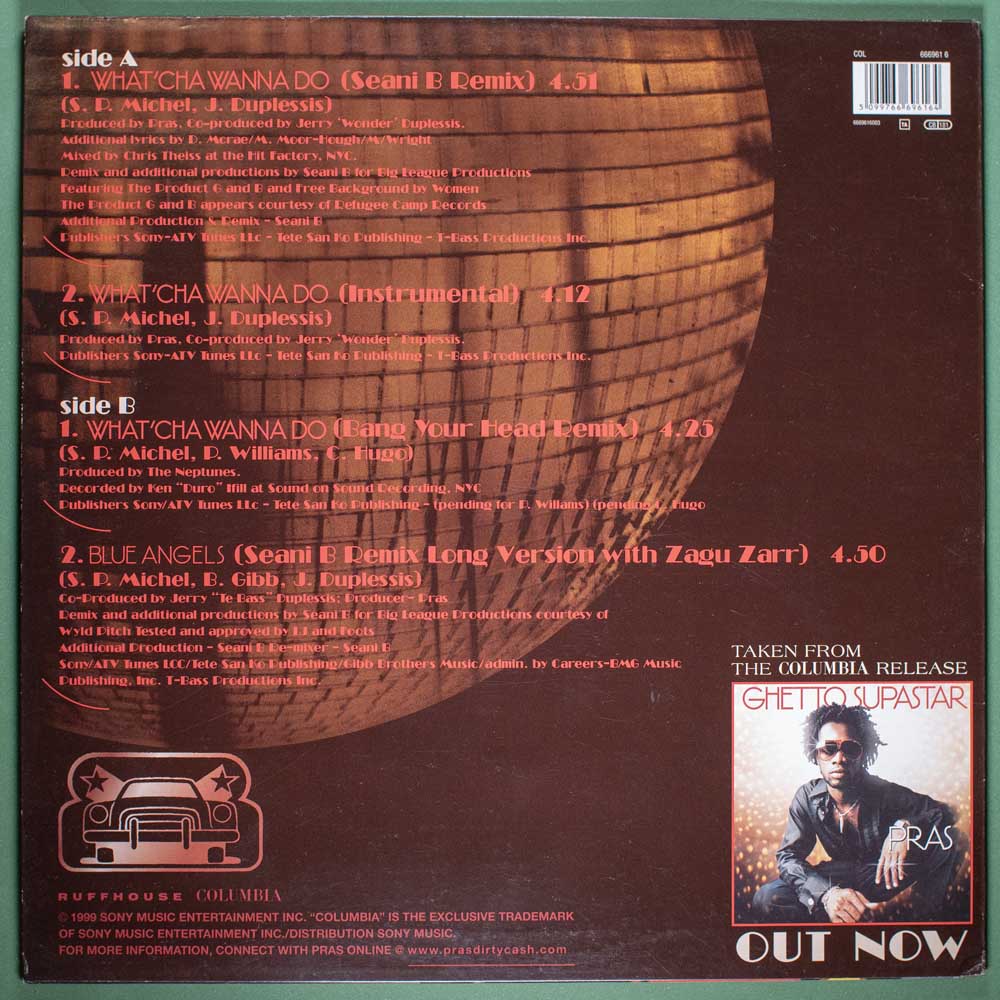 side A
1. WHAT'CHA WANNA DO (Seani B Remix) 4.51
(S. P. Michel, J. Duplessis)
Produced by Pras, Co-produced by Jerry 'Wonder' Duplessis.
Additional lyrics by D. Mcrae/M. Moor-Hough/M/Wright
Mixed by Chris Theiss at the Hit Factory, NYC.
Remix and additional productions by Seani B for Big League Productions
Featuring The Product G and B and Free Background by Women
The Product G and B appears courtesy of Refugee Camp Records
Additional Production & Remix - Seani B
Publishers Sony-ATV Tunes LLc - Tete San Ko Publishing - T-Bass Productions Inc.
2. WHAT'CHA WANNA DO (Instrumental) 4.12
(S. P. Michel, J. Duplessis)
Produced by Pras, Co-produced by Jerry 'Wonder' Duplessis.
Publishers Sony-ATV Tunes LLc - Tete San Ko Publishing - T-Bass Productions Inc.
side B
1. WHAT'CHA WANNA DO (Bang Your Head Remix) 4.25
(S. P. Michel, P. Williams, C. Hugo)
Produced by The Neptunes.
Recorded by Ken "Duro" Ifill at Sound on Sound Recording, NYC
Publishers Sony/ATV Tunes LLc - Tete San Ko Publishing - (pending for P. Willams) (pending C. Hugo
2. BLUE ANGELS (Seani B Remix Long Version with Zagu Zarr) 4.50
(S. P. Michel, B. Gibb, J. Duplessis)
Co-Produced by Jerry "Te Bass" Duplessis; Producer- Pras
Remix and additional productions by Seani B for Big League Productions courtesy of
Wyld Pitch Tested and approved by IJ and Foots
Additional Production - Seani B Re-mixer - Seani B
Sony/ATV Tunes LCC/Tete San Ko Publishing/Gibb Brothers Music/admin. by Careers-BMG Music
Publishing, Inc. T-Bass Productions Inc.
COL 666961 6
5 099766 696164
6669616003 TA CB 181
TAKEN FROM
THE COLUMBIA RELEASE
GHETTO SUPASTAR
PRAS
OUT NOW
RUFFHOUSE COLUMBIA
© 1999 SONY MUSIC ENTERTAINMENT INC. "COLUMBIA" IS THE EXCLUSIVE TRADEMARK
OF SONY MUSIC ENTERTAINMENT INC./DISTRIBUTION SONY MUSIC.
FOR MORE INFORMATION, CONNECT WITH PRAS ONLINE @ www.prasdirtycash.com